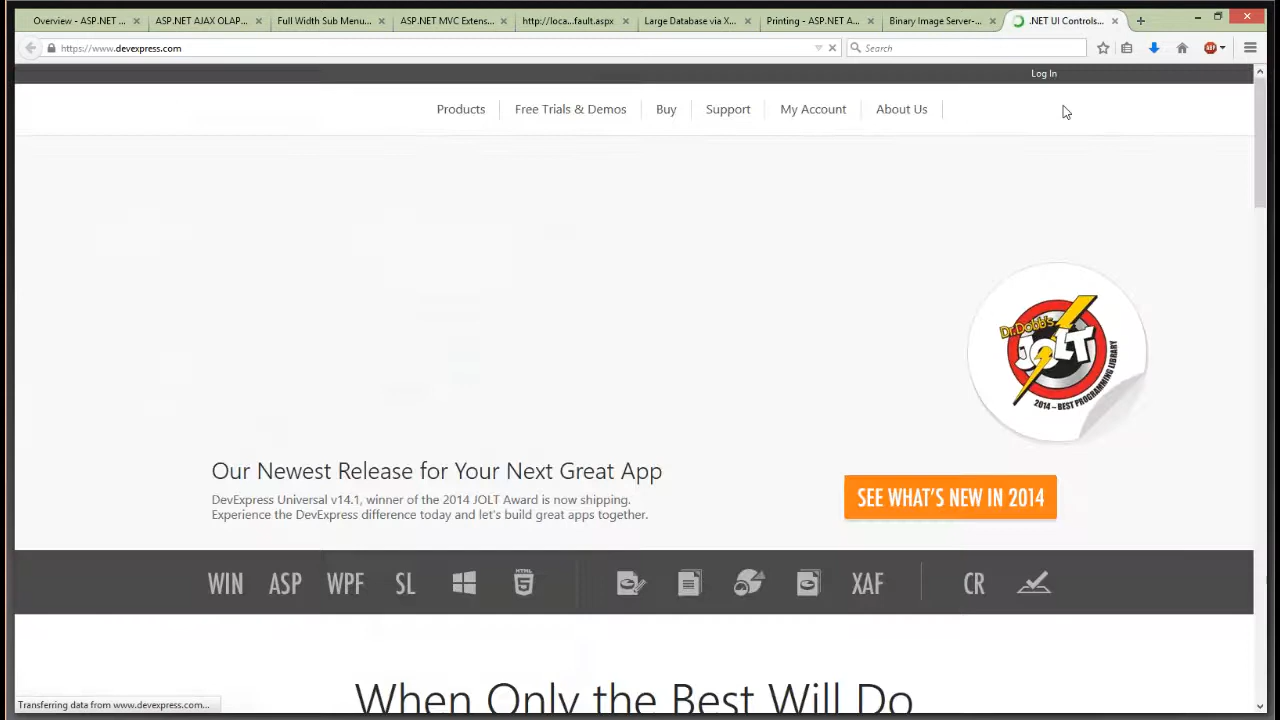 Overview - ASP.NET ...
ASP.NET AJAX OLAP...
Full Width Sub Menu...
ASP.NET MVC Extens...
http://loca...fault.aspx
Large Database via X...
Printing - ASP.NET A...
Binary Image Server-...
.NET UI Controls...
https://www.devexpress.com
Search
ABP
Log In
Products
Free Trials & Demos
Buy
Support
My Account
About Us
Dr.Dobb's
JOLT
2014 – BEST PROGRAMMING LIBRARY
Our Newest Release for Your Next Great App
DevExpress Universal v14.1, winner of the 2014 JOLT Award is now shipping.
Experience the DevExpress difference today and let's build great apps together.
SEE WHAT'S NEW IN 2014
WIN
ASP
WPF
SL
HTML
5
XAF
CR
When Only the Best Will Do
Transferring data from www.devexpress.com...